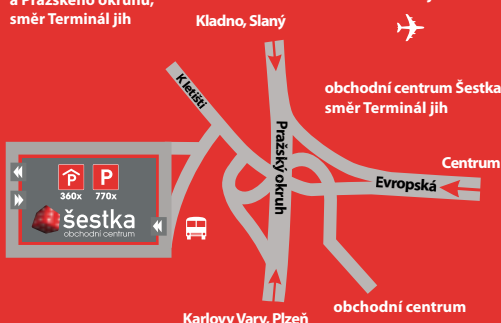 a Pražského okruhu,
směr Terminál jih
Kladno, Slaný
obchodní centrum Šestka
směr Terminál jih
K letišti
Pražský okruh
Centrum
Evropská
P
P
360x
770x
šestka
obchodní centrum
obchodní centrum
Karlovy Vary, Plzeň